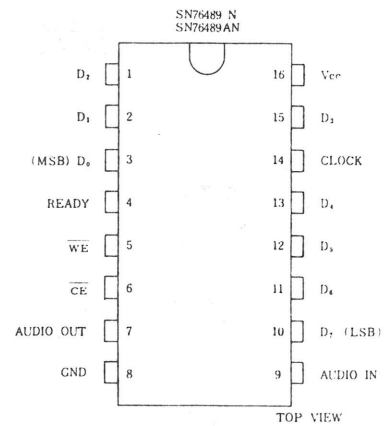 SN76489 N
SN76489AN
D₂ 1 16 Vcc
D₁ 2 15 D₃
(MSB) D₀ 3 14 CLOCK
READY 4 13 D₄
WE 5 12 D₅
CE 6 11 D₆
AUDIO OUT 7 10 D₇ (LSB)
GND 8 9 AUDIO IN
TOP VIEW